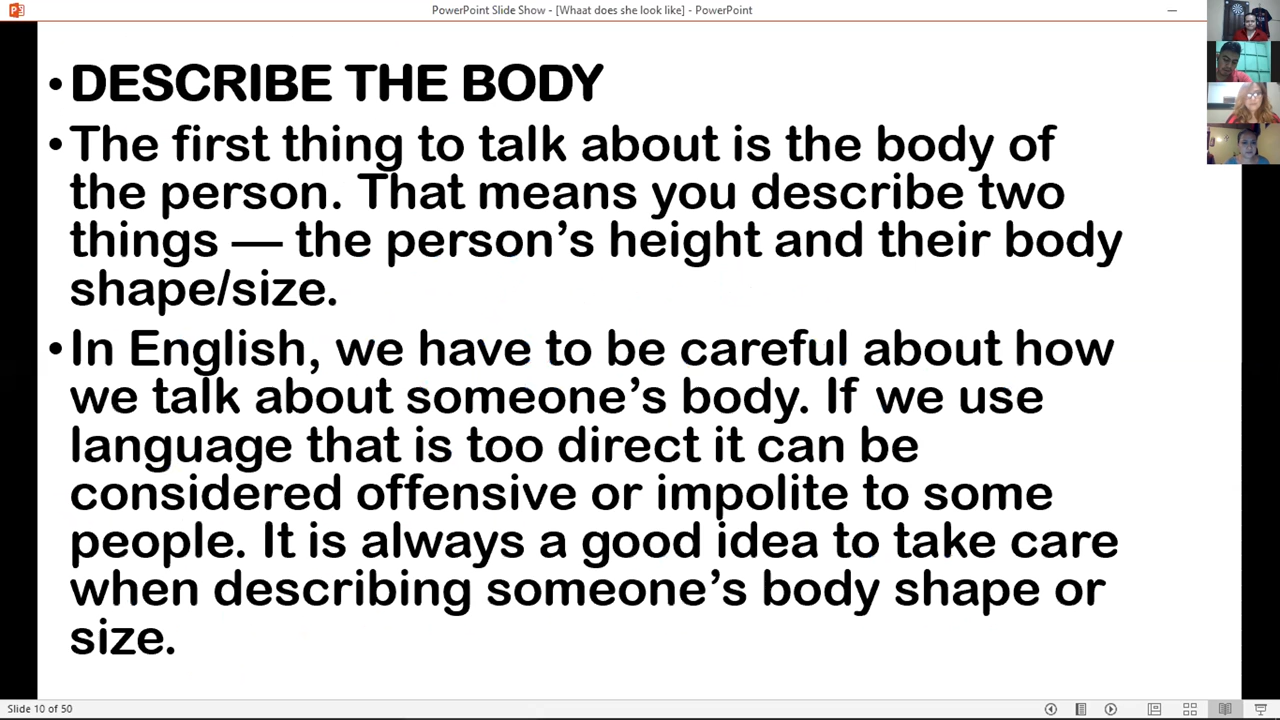 PowerPoint Slide Show - [Whaat does she look like] - PowerPoint
• DESCRIBE THE BODY
• The first thing to talk about is the body of
the person. That means you describe two
things — the person’s height and their body
shape/size.
• In English, we have to be careful about how
we talk about someone’s body. If we use
language that is too direct it can be
considered offensive or impolite to some
people. It is always a good idea to take care
when describing someone’s body shape or
size.
Slide 10 of 50